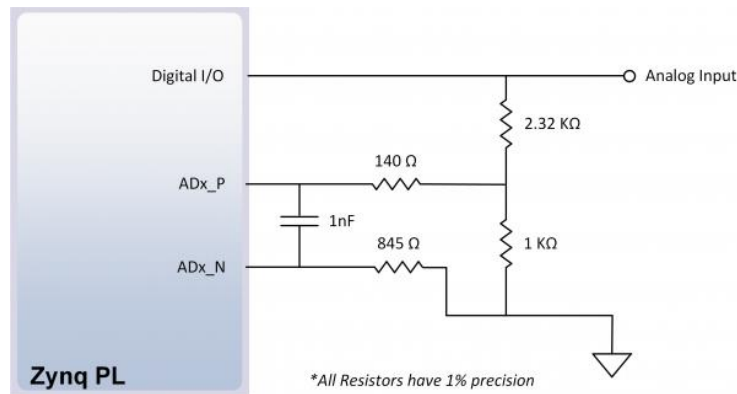 Digital I/O
Analog Input
2.32 KΩ
140 Ω
ADx_P
1nF
845 Ω
1 KΩ
ADx_N
Zynq PL
*All Resistors have 1% precision